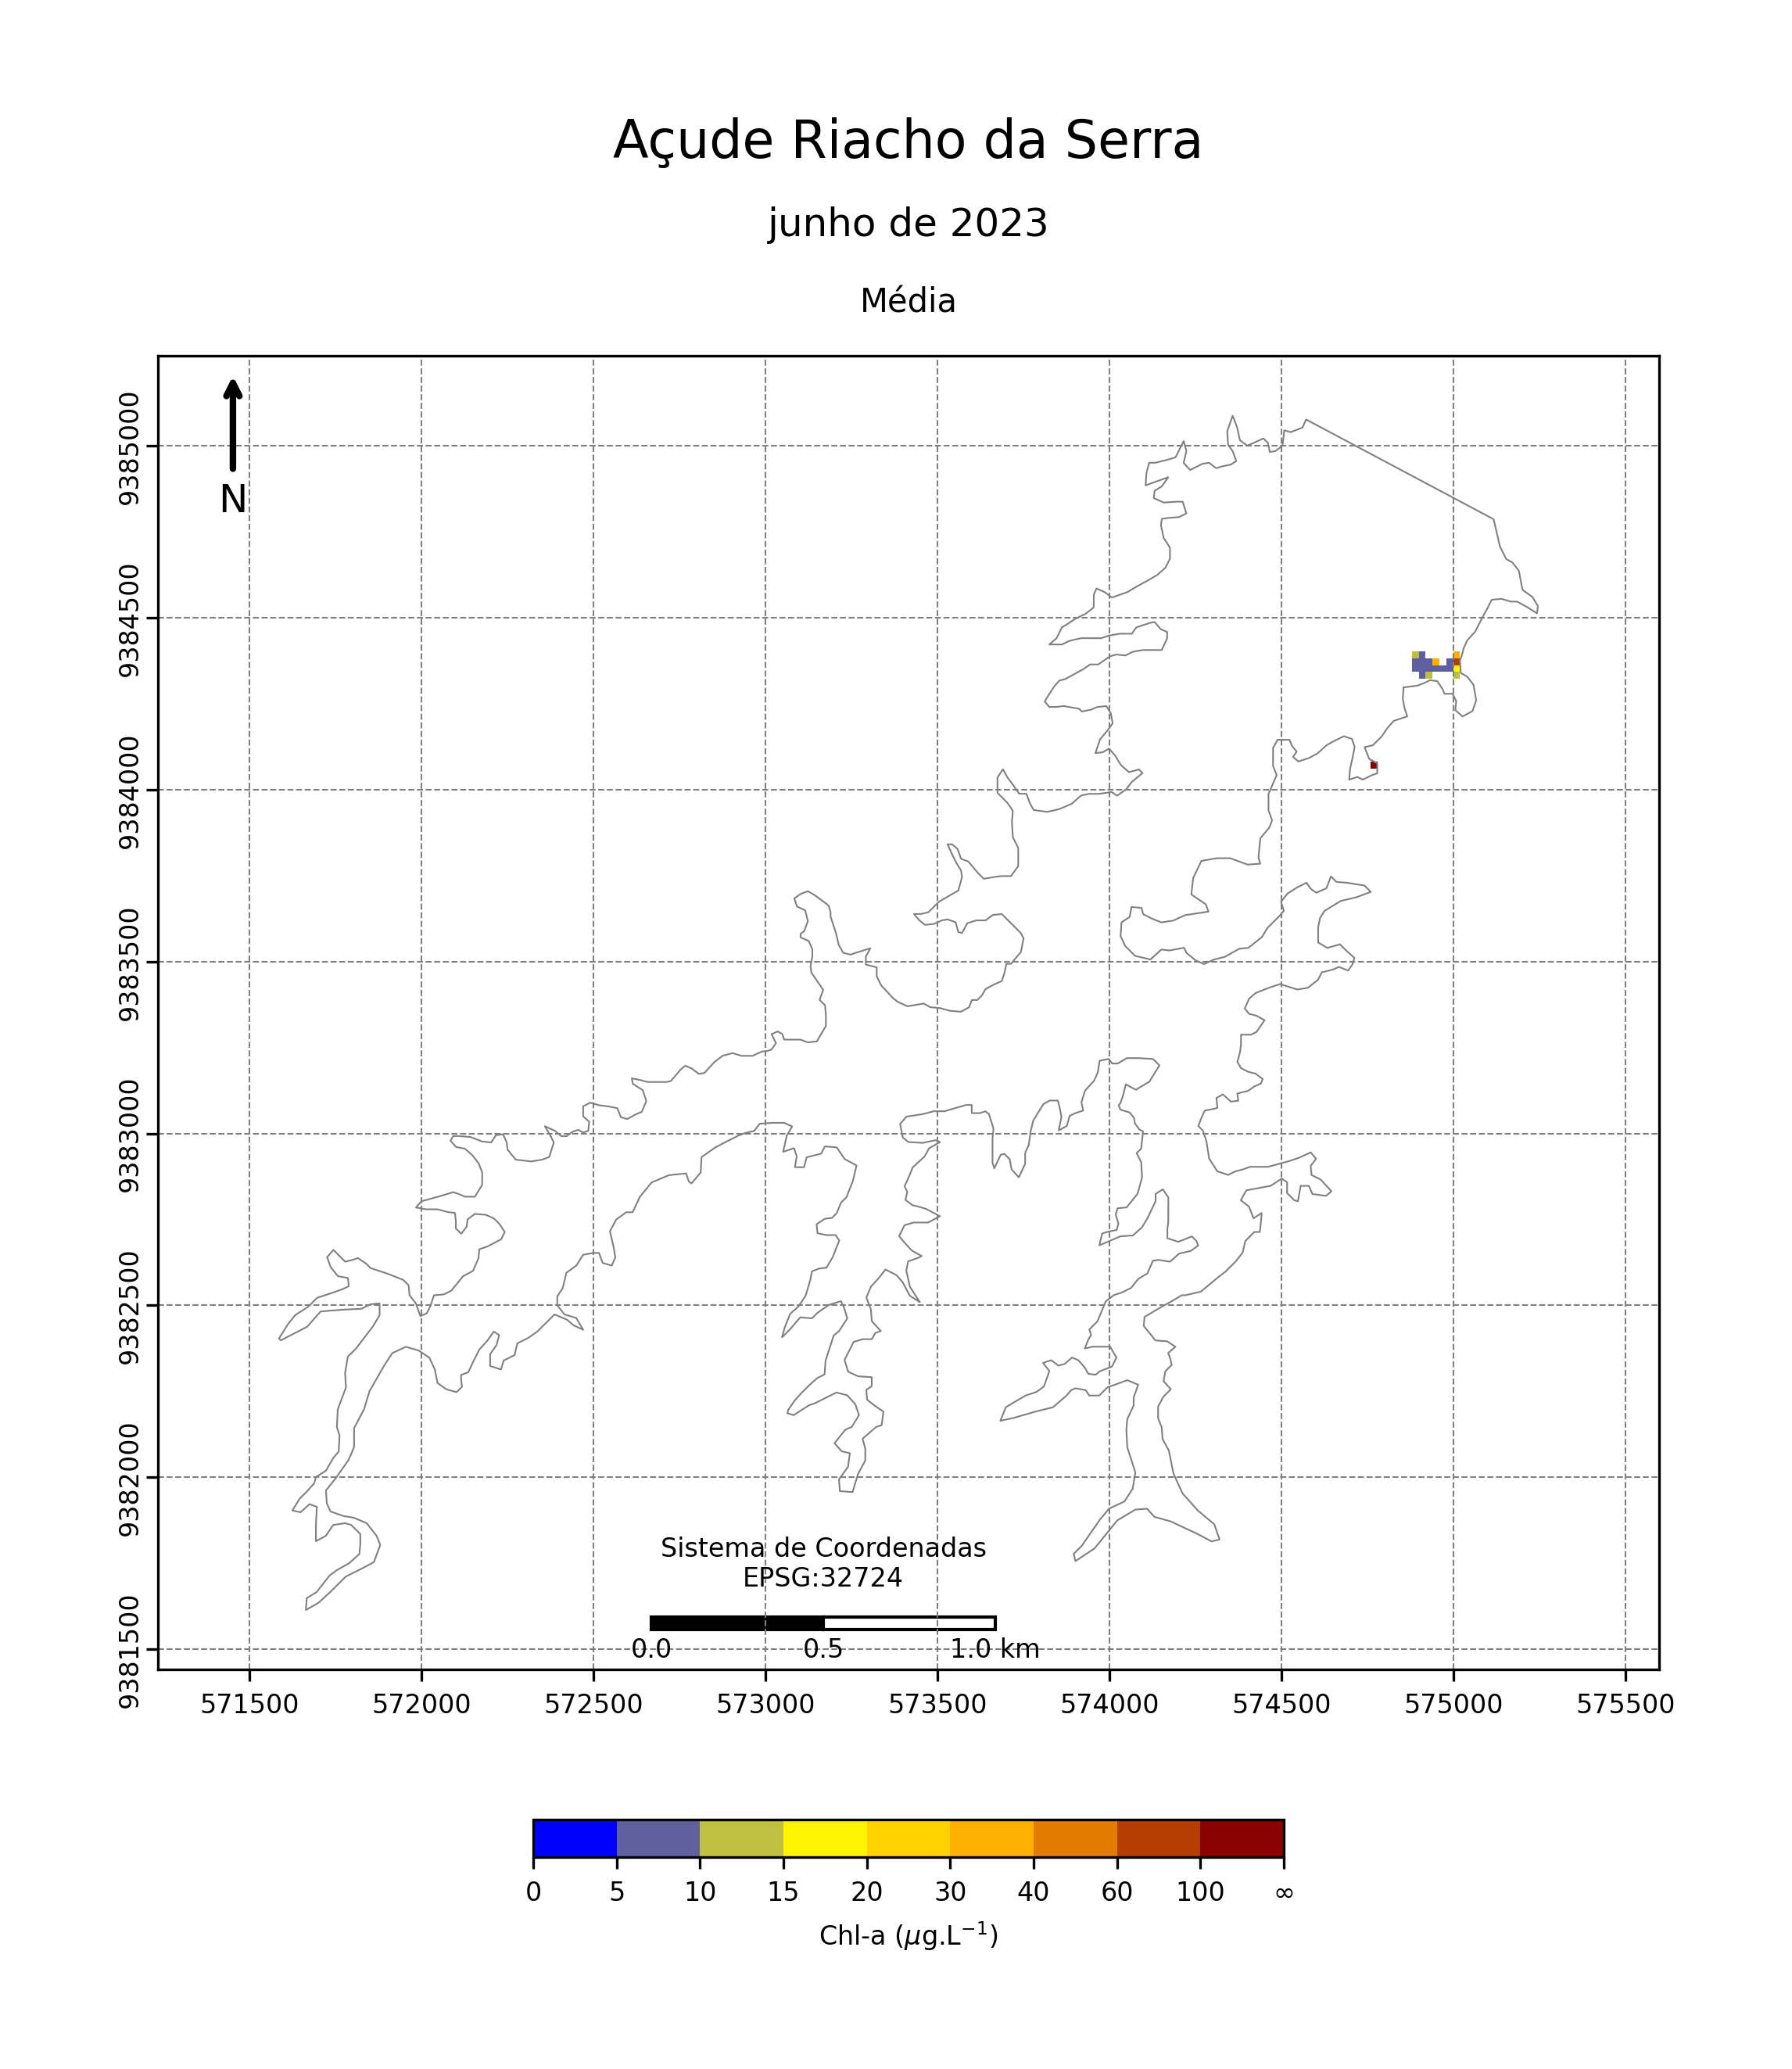 Açude Riacho da Serra
junho de 2023
Média
N
9385000
9384500
9384000
9383500
9383000
9382500
9382000
9381500
Sistema de Coordenadas
EPSG:32724
0.0 0.5 1.0 km
571500 572000 572500 573000 573500 574000 574500 575000 575500
0 5 10 15 20 30 40 60 100 ∞
Chl-a (μg.L⁻¹)